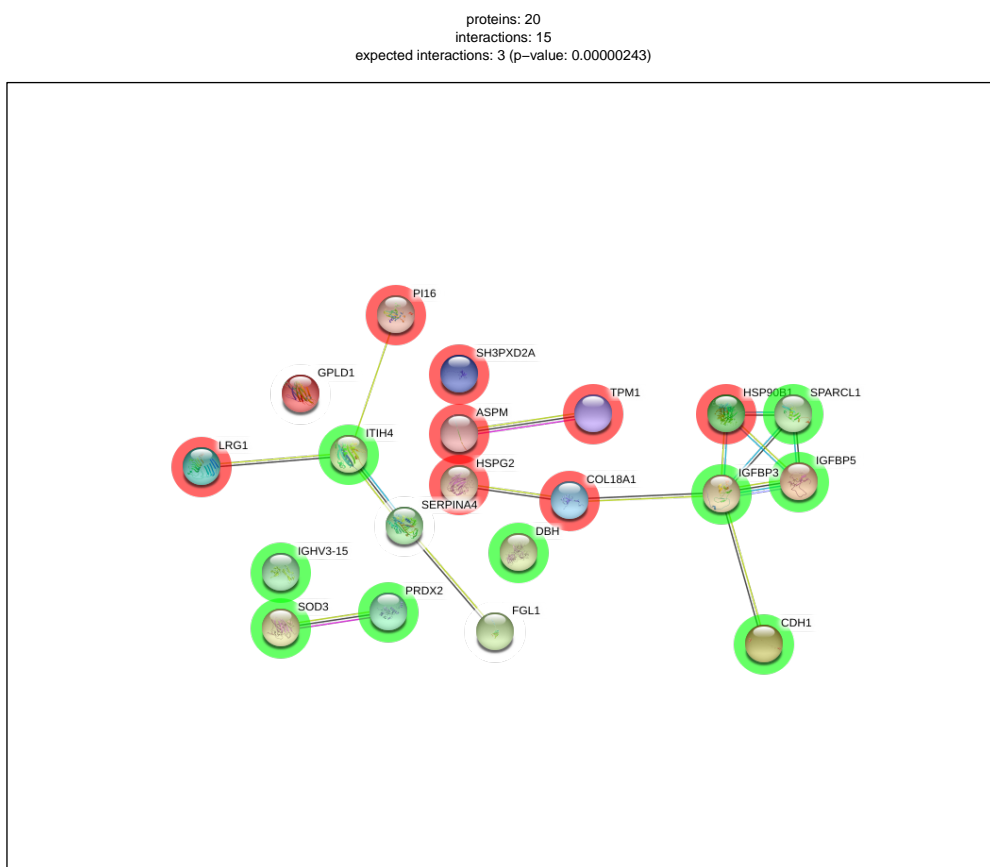 proteins: 20
interactions: 15
expected interactions: 3 (p−value: 0.00000243)
PI16
SH3PXD2A
GPLD1
HSP90B1
SPARCL1
TPM1
ASPM
ITIH4
LRG1
IGFBP5
HSPG2
IGFBP3
COL18A1
SERPINA4
DBH
IGHV3-15
PRDX2
SOD3
FGL1
CDH1